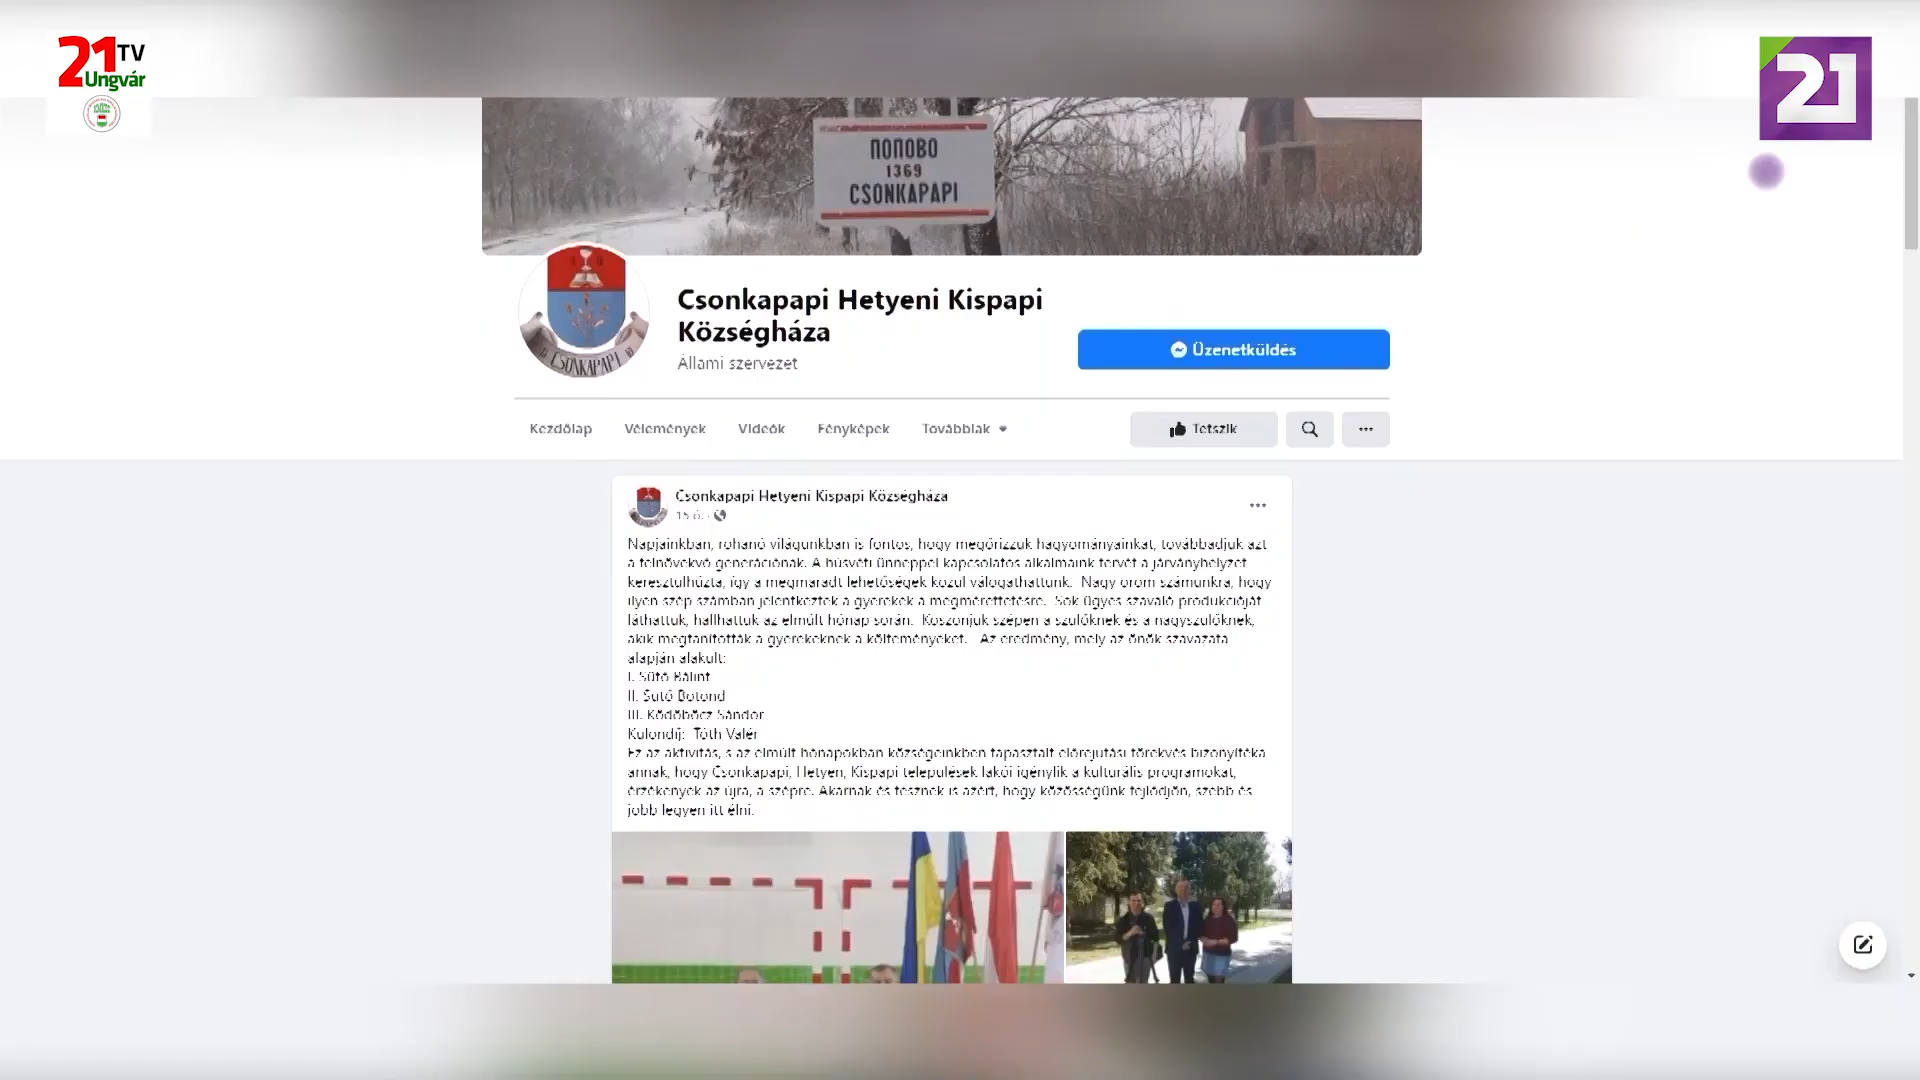 21 TV
Ungvár
21
ПОПОВО
1369
CSONKAPAPI
CSONKAPAPI
Csonkapapi Hetyeni Kispapi
Községháza
Állami szervezet
Üzenetküldés
Kezdőlap Vélemények Videók Fényképek Továbbiak
Tetszik
Csonkapapi Hetyeni Kispapi Községháza
15 ó.
Napjainkban, rohanó világunkban is fontos, hogy megőrizzük hagyományainkat, továbbadjuk azt
a felnövekvő generációnak. A húsvéti ünneppel kapcsolatos alkalmaink tervét a járványhelyzet
keresztülhúzta, így a megmaradt lehetőségek közül válogathattunk. Nagy öröm számunkra, hogy
ilyen szép számban jelentkeztek a gyerekek a megmérettetésre. Sok ügyes szavaló produkcióját
láthattuk, hallhattuk az elmúlt hónap során. Köszönjük szépen a szülőknek és a nagyszülőknek,
akik megtanították a gyerekeknek a költeményeket. Az eredmény, mely az önök szavazata
alapján alakult:
I. Sütő Bálint
II. Sütő Botond
III. Ködöböcz Sándor
Különdíj: Tóth Valér
Ez az aktivitás, s az elmúlt hónapokban községeinkben tapasztalt előrejutási törekvés bizonyítéka
annak, hogy Csonkapapi, Hetyen, Kispapi települések lakói igénylik a kulturális programokat,
érzékenyek az újra, a szépre. Akarnak és tesznek is azért, hogy közösségünk fejlődjön, szebb és
jobb legyen itt élni.